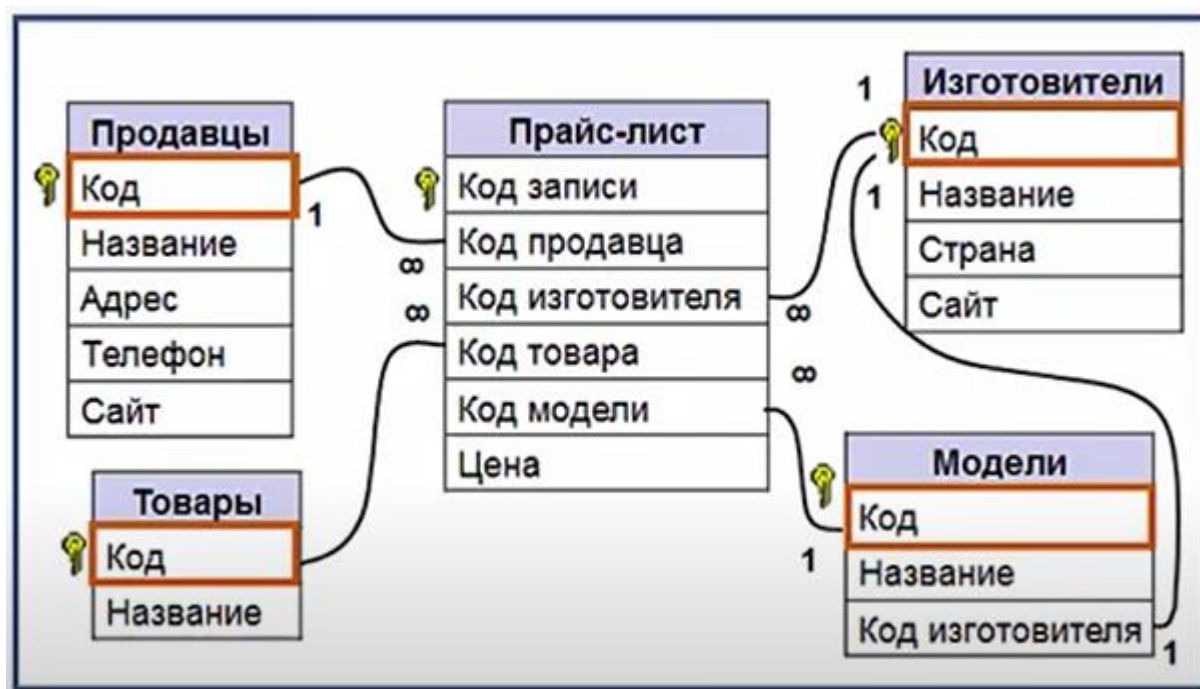 Продавцы
Код
Название
Адрес
Телефон
Сайт
1
∞
Товары
Код
Название
∞
Прайс-лист
Код записи
Код продавца
Код изготовителя
Код товара
Код модели
Цена
∞
∞
1
1
Изготовители
Код
Название
Страна
Сайт
Модели
Код
Название
Код изготовителя
1
1